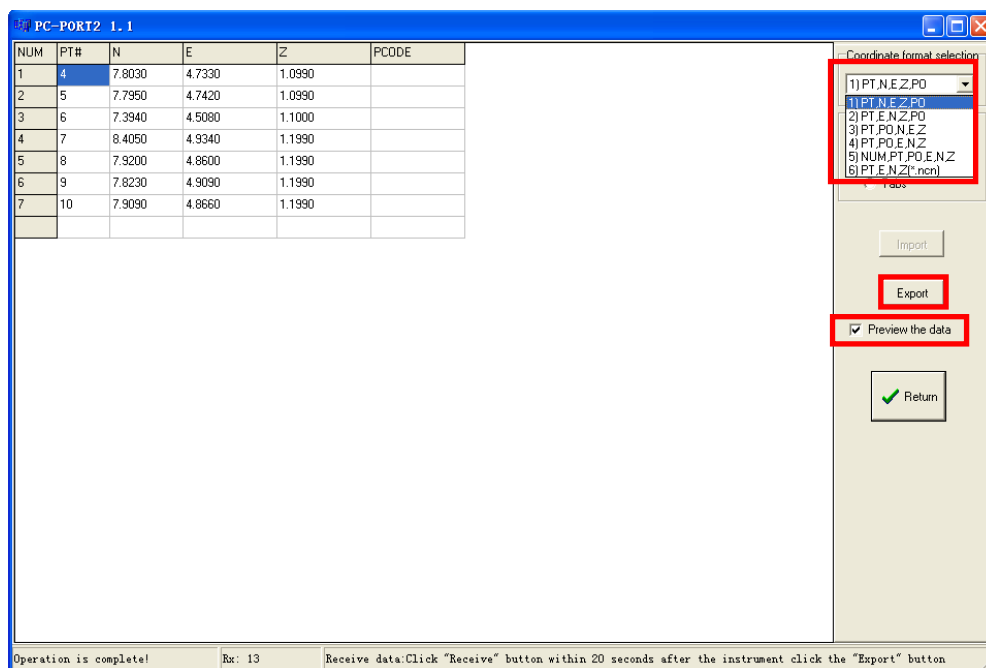 PC-PORT2 1.1
NUM PT# N E Z PCODE
1 4 7.8030 4.7330 1.0990
2 5 7.7950 4.7420 1.0990
3 6 7.3940 4.5080 1.1000
4 7 8.4050 4.9340 1.1990
5 8 7.9200 4.8600 1.1990
6 9 7.8230 4.9090 1.1990
7 10 7.9090 4.8660 1.1990
Coordinate format selection
1) PT,N,E,Z,PO
1) PT,N,E,Z,PO
2) PT,E,N,Z,PO
3) PT,PO,N,E,Z
4) PT,PO,E,N,Z
5) NUM,PT,PO,E,N,Z
6) PT,E,N,Z(*.ncn)
Tabs
Import
Export
Preview the data
Return
Operation is complete! Rx: 13 Receive data:Click "Receive" button within 20 seconds after the instrument click the "Export" button